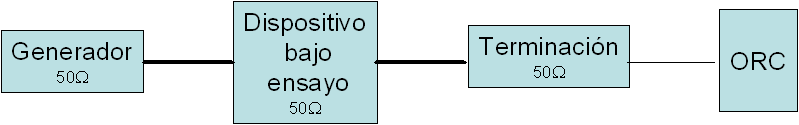 Generador
50Ω
Dispositivo
bajo
ensayo
50Ω
Terminación
50Ω
ORC